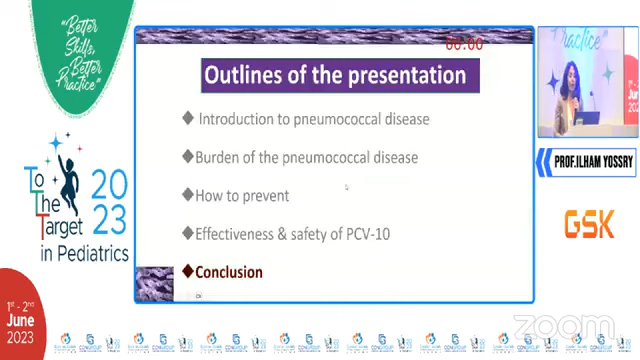 "Better
Skills,
Better
Practice"
To
The
Target
in Pediatrics
20
23
1st - 2nd
June
2023
00:00
Outlines of the presentation
Introduction to pneumococcal disease
Burden of the pneumococcal disease
How to prevent
Effectiveness & safety of PCV-10
Conclusion
Practice"
June
PROF.ILHAM YOSSRY
GSK
zoom